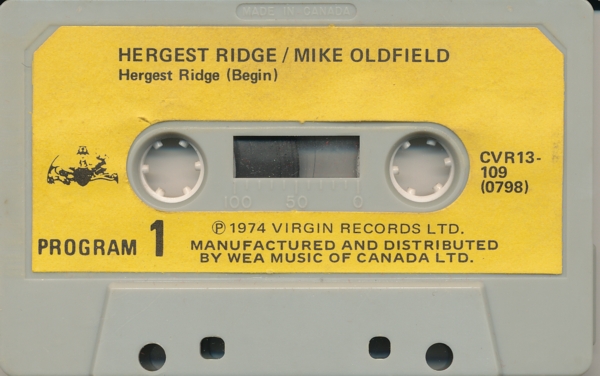 MADE IN CANADA
HERGEST RIDGE / MIKE OLDFIELD
Hergest Ridge (Begin)
CVR13-
109
(0798)
100 50 0
PROGRAM 1
℗ 1974 VIRGIN RECORDS LTD.
MANUFACTURED AND DISTRIBUTED
BY WEA MUSIC OF CANADA LTD.